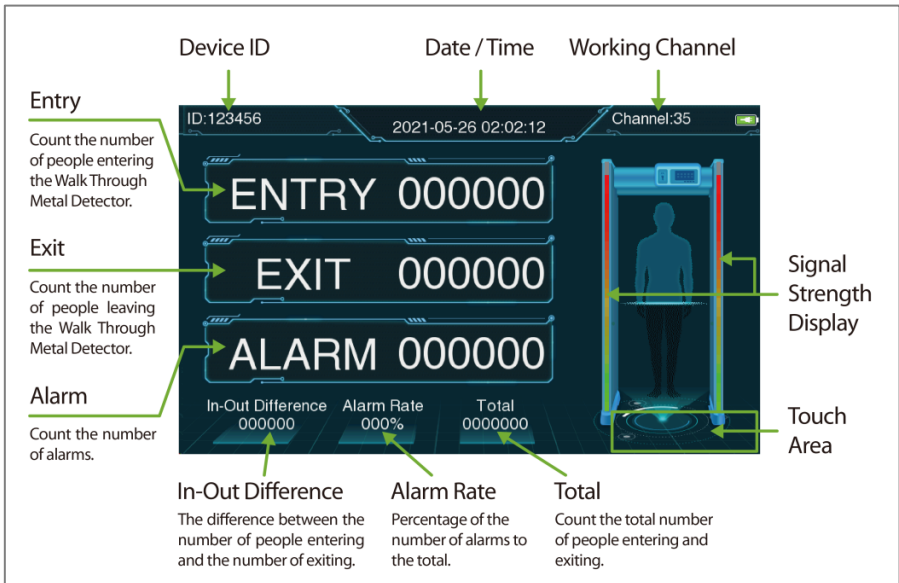 Device ID
Date / Time
Working Channel
Entry
Count the number
of people entering
the Walk Through
Metal Detector.
Exit
Count the number
of people leaving
the Walk Through
Metal Detector.
Alarm
Count the number
of alarms.
ID:123456
2021-05-26 02:02:12
Channel:35
ENTRY 000000
EXIT 000000
ALARM 000000
In-Out Difference
000000
Alarm Rate
000%
Total
0000000
Signal
Strength
Display
Touch
Area
In-Out Difference
The difference between the
number of people entering
and the number of exiting.
Alarm Rate
Percentage of the
number of alarms to
the total.
Total
Count the total number
of people entering and
exiting.